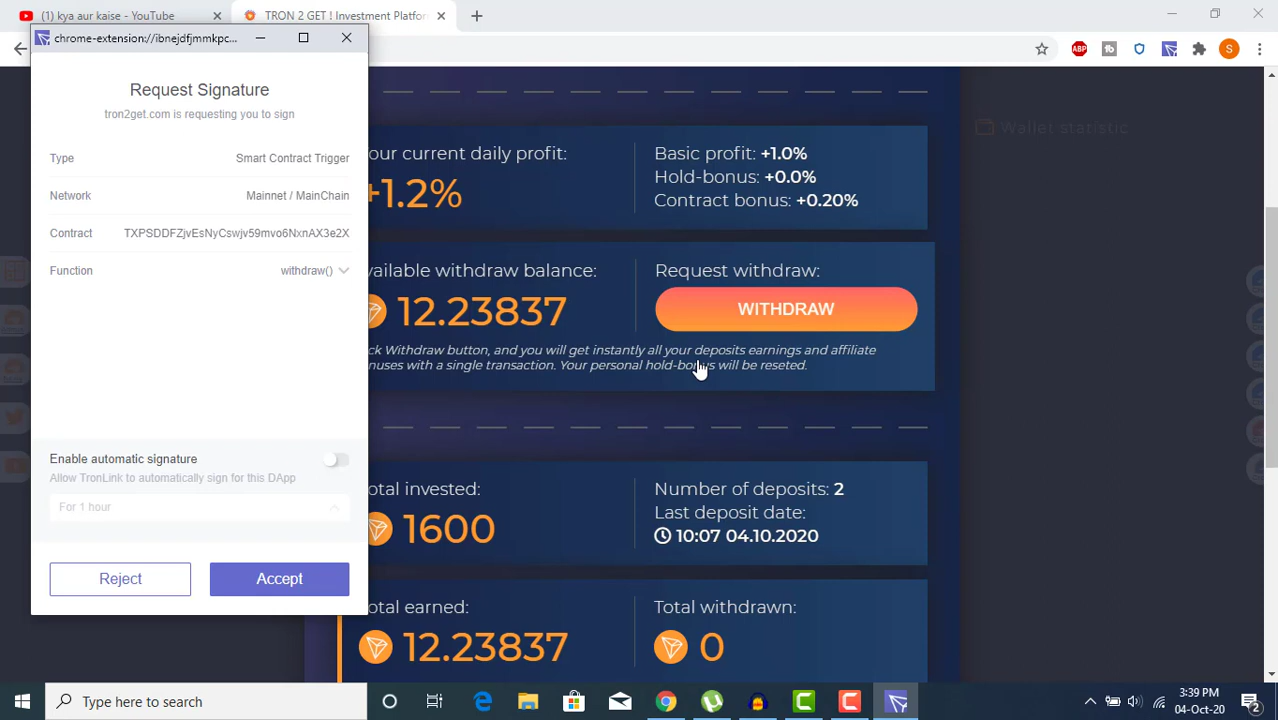 (1) kya aur kaise - YouTube
TRON 2 GET ! Investment Platfor
chrome-extension://ibnejdfjmmkpc...
ABP
S
Request Signature
tron2get.com is requesting you to sign
Type Smart Contract Trigger
Network Mainnet / MainChain
Contract TXPSDDFZjvEsNyCswjv59mvo6NxnAX3e2X
Function withdraw()
Enable automatic signature
Allow TronLink to automatically sign for this DApp
For 1 hour
Reject Accept
our current daily profit:
+1.2%
Basic profit: +1.0%
Hold-bonus: +0.0%
Contract bonus: +0.20%
Wallet statistic
vailable withdraw balance:
12.23837
Request withdraw:
WITHDRAW
ck Withdraw button, and you will get instantly all your deposits earnings and affiliate
nuses with a single transaction. Your personal hold-bonus will be reseted.
otal invested:
1600
Number of deposits: 2
Last deposit date:
10:07 04.10.2020
otal earned:
12.23837
Total withdrawn:
0
Type here to search
3:39 PM
04-Oct-20
2